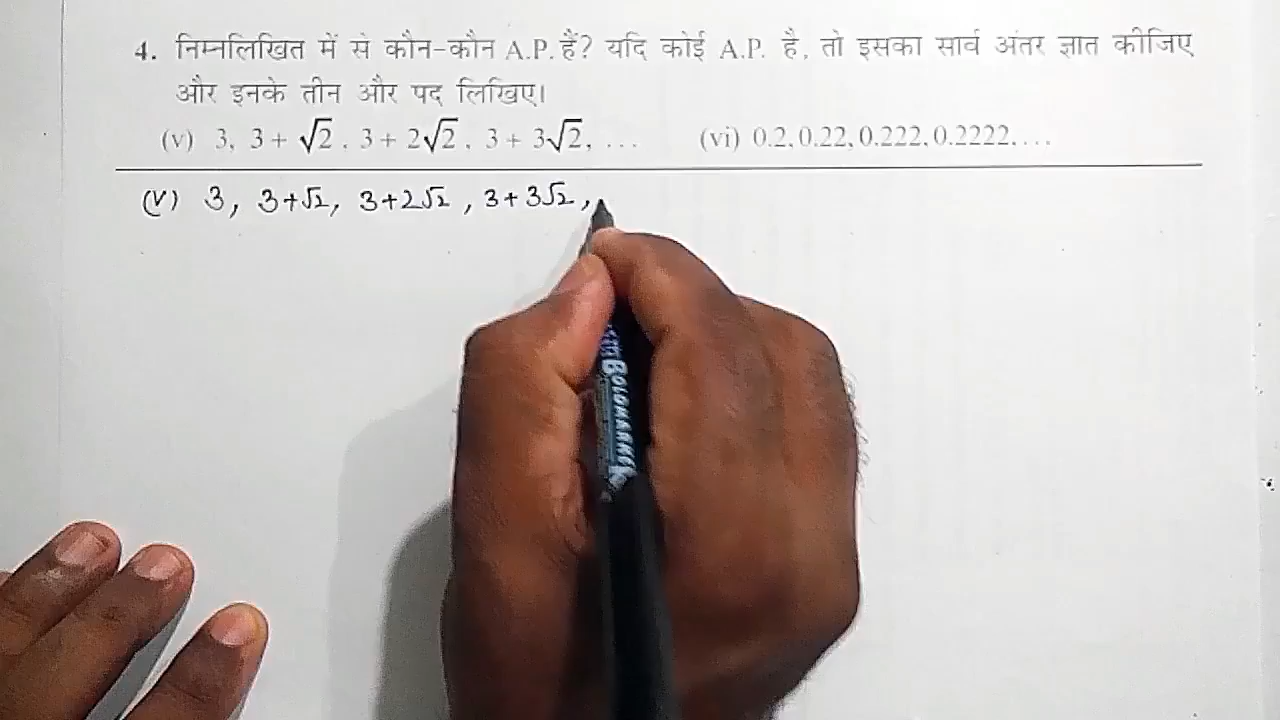 4. निम्नलिखित में से कौन-कौन A.P. हैं? यदि कोई A.P. है, तो इसका सार्व अंतर ज्ञात कीजिए
और इनके तीन और पद लिखिए।
(v) 3, 3 + √2, 3 + 2√2, 3 + 3√2, ... (vi) 0.2, 0.22, 0.222, 0.2222, ...
(v) 3, 3+√2, 3+2√2, 3+3√2,